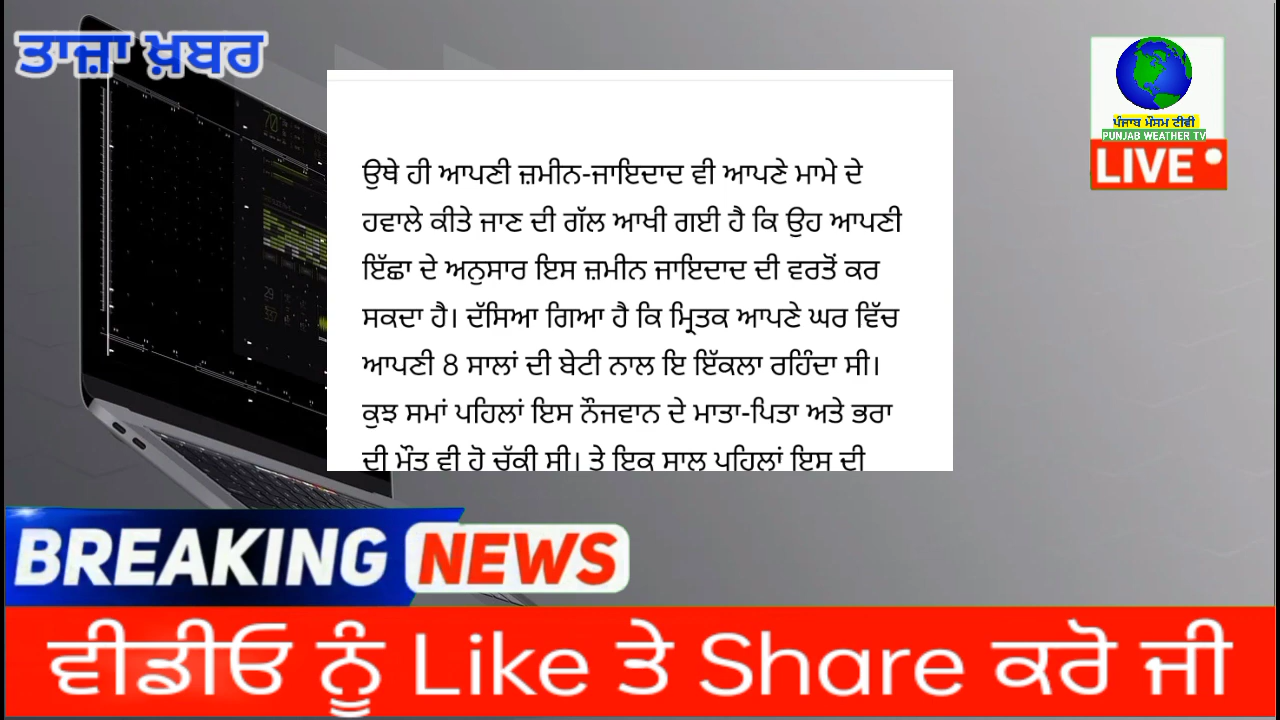 ਤਾਜ਼ਾ ਖ਼ਬਰ
ਪੰਜਾਬ ਮੌਸਮ ਟੀਵੀ
PUNJAB WEATHER TV
LIVE
ਉਥੇ ਹੀ ਆਪਣੀ ਜ਼ਮੀਨ-ਜਾਇਦਾਦ ਵੀ ਆਪਣੇ ਮਾਮੇ ਦੇ
ਹਵਾਲੇ ਕੀਤੇ ਜਾਣ ਦੀ ਗੱਲ ਆਖੀ ਗਈ ਹੈ ਕਿ ਉਹ ਆਪਣੀ
ਇੱਛਾ ਦੇ ਅਨੁਸਾਰ ਇਸ ਜ਼ਮੀਨ ਜਾਇਦਾਦ ਦੀ ਵਰਤੋਂ ਕਰ
ਸਕਦਾ ਹੈ। ਦੱਸਿਆ ਗਿਆ ਹੈ ਕਿ ਮ੍ਰਿਤਕ ਆਪਣੇ ਘਰ ਵਿੱਚ
ਆਪਣੀ 8 ਸਾਲਾਂ ਦੀ ਬੇਟੀ ਨਾਲ ਇ ਇੱਕਲਾ ਰਹਿੰਦਾ ਸੀ।
ਕੁਝ ਸਮਾਂ ਪਹਿਲਾਂ ਇਸ ਨੌਜਵਾਨ ਦੇ ਮਾਤਾ-ਪਿਤਾ ਅਤੇ ਭਰਾ
ਦੀ ਮੌਤ ਵੀ ਹੋ ਚੁੱਕੀ ਸੀ। ਤੇ ਇਕ ਸਾਲ ਪਹਿਲਾਂ ਇਸ ਦੀ
BREAKING NEWS
ਵੀਡੀਓ ਨੂੰ Like ਤੇ Share ਕਰੋ ਜੀ